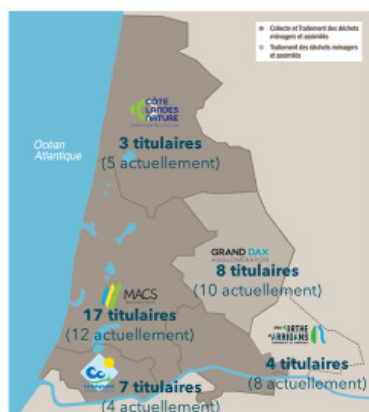 Collecte et Traitement des déchets
ménagers et assimilés
Traitement des déchets ménagers
et assimilés
CÔTE
LANDES
NATURE
Océan
Atlantique
3 titulaires
(5 actuellement)
GRAND DAX
AGGLOMÉRATION
8 titulaires
(10 actuellement)
MACS
17 titulaires
(12 actuellement)
ORTHE
ARRIGANS
4 titulaires
(8 actuellement)
7 titulaires
(4 actuellement)